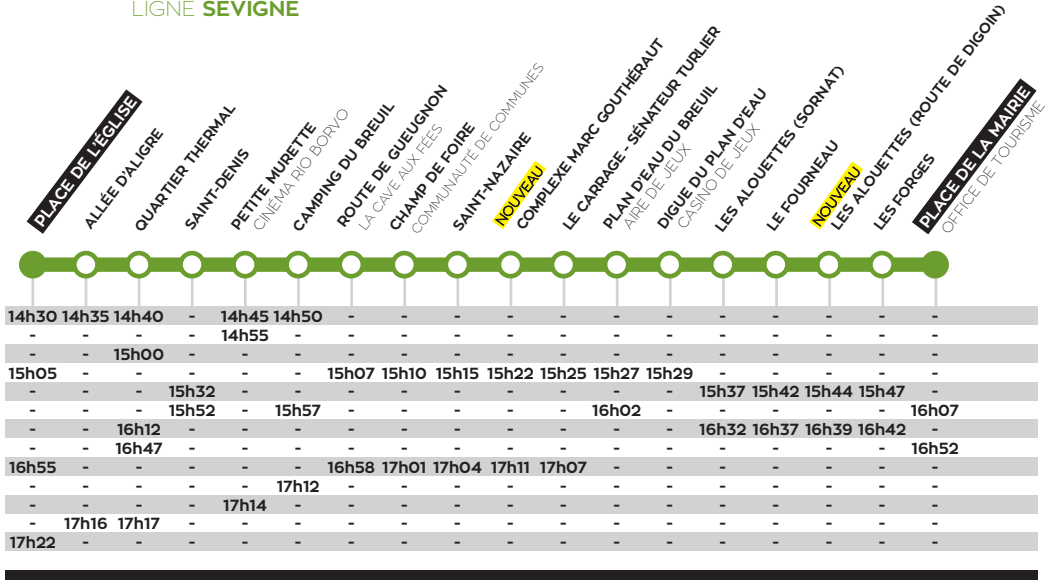 LIGNE SÉVIGNÉ
PLACE DE L'ÉGLISE
ALLÉE D'ALIGRE
QUARTIER THERMAL
SAINT-DENIS
PETITE MURETTE
CINÉMA RIO BORVO
CAMPING DU BREUIL
ROUTE DE GUEUGNON
LA CAVE AUX FÉES
CHAMP DE FOIRE
COMMUNAUTÉ DE COMMUNES
SAINT-NAZAIRE
NOUVEAU
COMPLEXE MARC GOUTHÉRAUT
LE CARRAGE - SÉNATEUR TURLIER
PLAN D'EAU DU BREUIL
AIRE DE JEUX
DIGUE DU PLAN D'EAU
CASINO DE JEUX
LES ALOUETTES (SORNAT)
LE FOURNEAU
NOUVEAU
LES ALOUETTES (ROUTE DE DIGOIN)
LES FORGES
PLACE DE LA MAIRIE
OFFICE DE TOURISME
14h30 14h35 14h40 - 14h45 14h50 - - - - - - - - - - - -
- - - - 14h55 - - - - - - - - - - - - -
- - 15h00 - - - - - - - - - - - - - - -
15h05 - - - - - 15h07 15h10 15h15 15h22 15h25 15h27 15h29 - - - - -
- - - 15h32 - - - - - - - - - 15h37 15h42 15h44 15h47 -
- - - 15h52 - 15h57 - - - - - 16h02 - - - - - 16h07
- - 16h12 - - - - - - - - - - 16h32 16h37 16h39 16h42 -
- - 16h47 - - - - - - - - - - - - - - 16h52
16h55 - - - - - 16h58 17h01 17h04 17h11 17h07 - - - - - - -
- - - - - 17h12 - - - - - - - - - - - -
- - - - 17h14 - - - - - - - - - - - - -
- 17h16 17h17 - - - - - - - - - - - - - - -
17h22 - - - - - - - - - - - - - - - - -